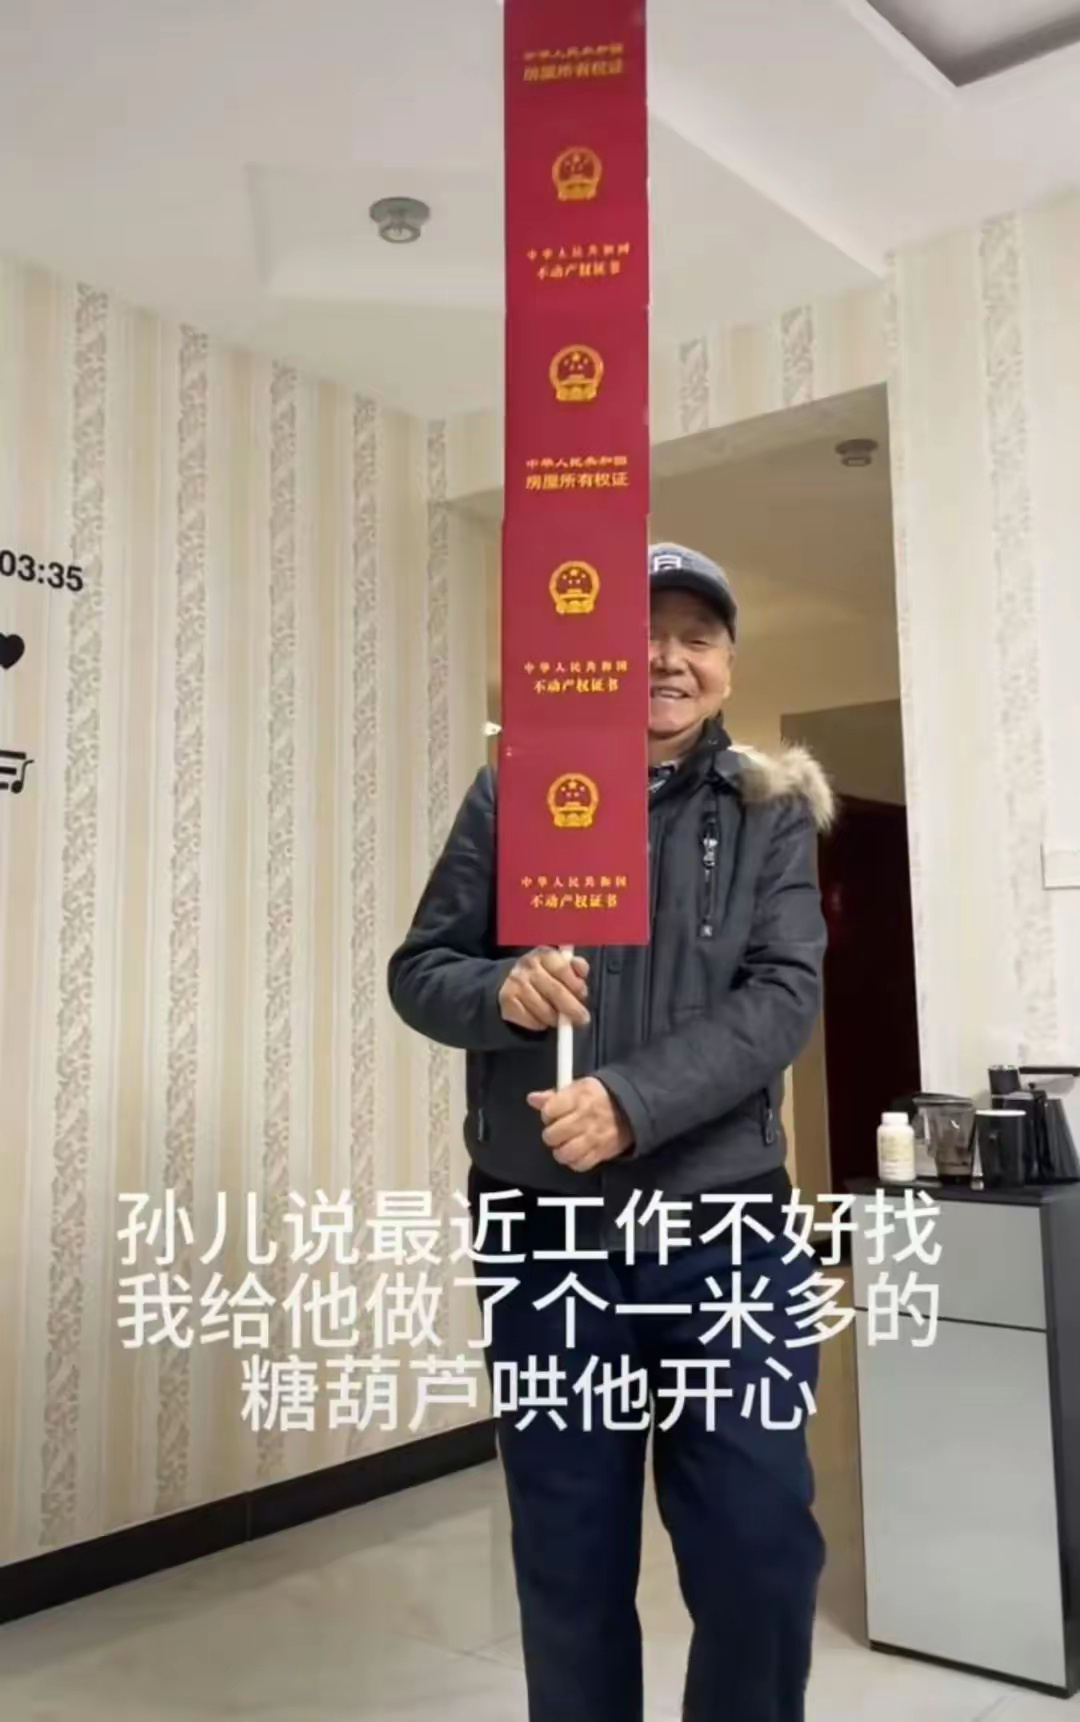 中华人民共和国
房屋所有权证
中华人民共和国
不动产权证书
中华人民共和国
房屋所有权证
中华人民共和国
不动产权证书
中华人民共和国
不动产权证书
03:35
孙儿说最近工作不好找
我给他做了个一米多的
糖葫芦哄他开心